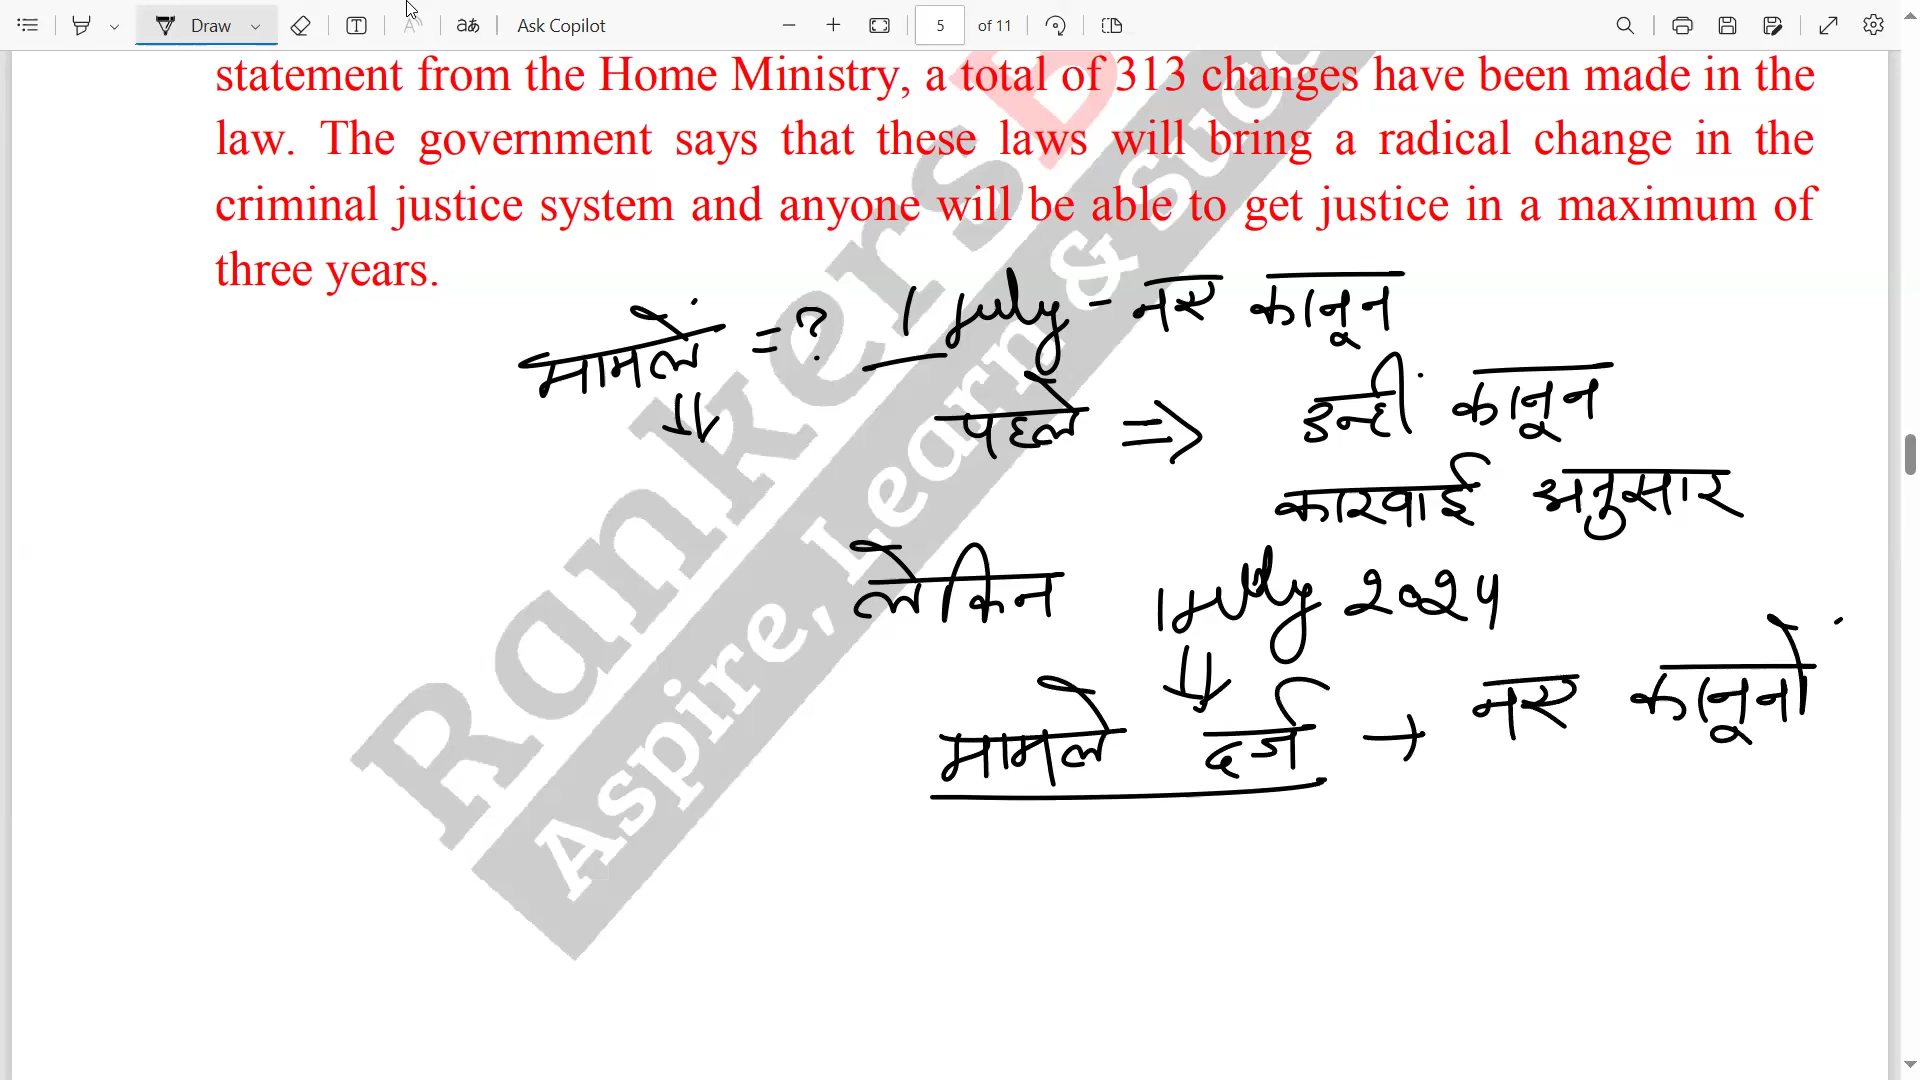 Draw
Ask Copilot
5 of 11
statement from the Home Ministry, a total of 313 changes have been made in the
law. The government says that these laws will bring a radical change in the
criminal justice system and anyone will be able to get justice in a maximum of
three years.
मामलें = ? 1 July - नए कानून
पहले ⇒ इन्हीं कानून
कारवाई अनुसार
लेकिन 1 July 2024
मामले दर्ज → नए कानूनों
Rankers
Aspire, Learn &